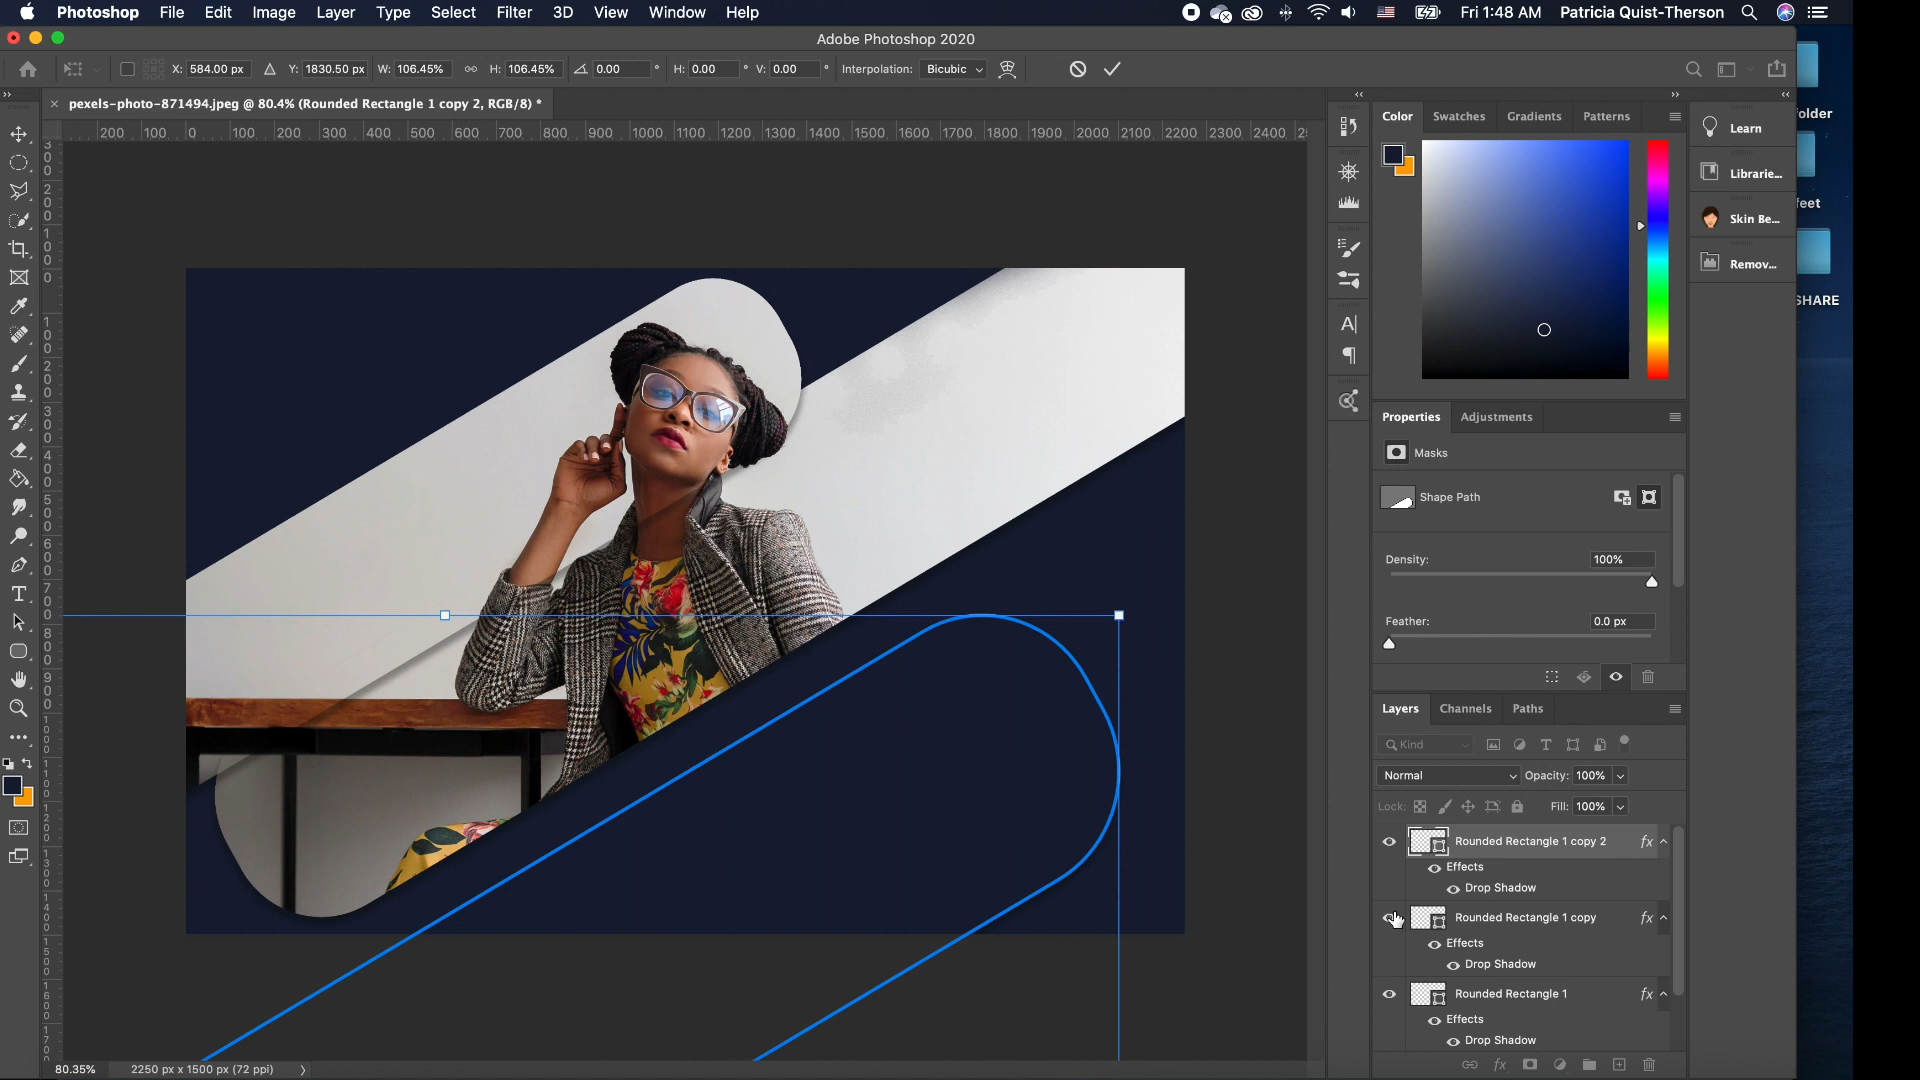 Photoshop File Edit Image Layer Type Select Filter 3D View Window Help Fri 1:48 AM Patricia Quist-Therson
Adobe Photoshop 2020
X: 584.00 px Y: 1830.50 px W: 106.45% H: 106.45% 0.00 ° H: 0.00 ° V: 0.00 ° Interpolation: Bicubic
pexels-photo-871494.jpeg @ 80.4% (Rounded Rectangle 1 copy 2, RGB/8) *
200 100 0 100 200 300 400 500 600 700 800 900 1000 1100 1200 1300 1400 1500 1600 1700 1800 1900 2000 2100 2200 2300 2400
Color Swatches Gradients Patterns
Learn
Librarie...
Skin Be...
Remov...
older
feet
SHARE
Properties Adjustments
Masks
Shape Path
Density: 100%
Feather: 0.0 px
Layers Channels Paths
Kind
Normal Opacity: 100%
Lock: Fill: 100%
Rounded Rectangle 1 copy 2 fx
Effects
Drop Shadow
Rounded Rectangle 1 copy fx
Effects
Drop Shadow
Rounded Rectangle 1 fx
Effects
Drop Shadow
80.35% 2250 px x 1500 px (72 ppi)